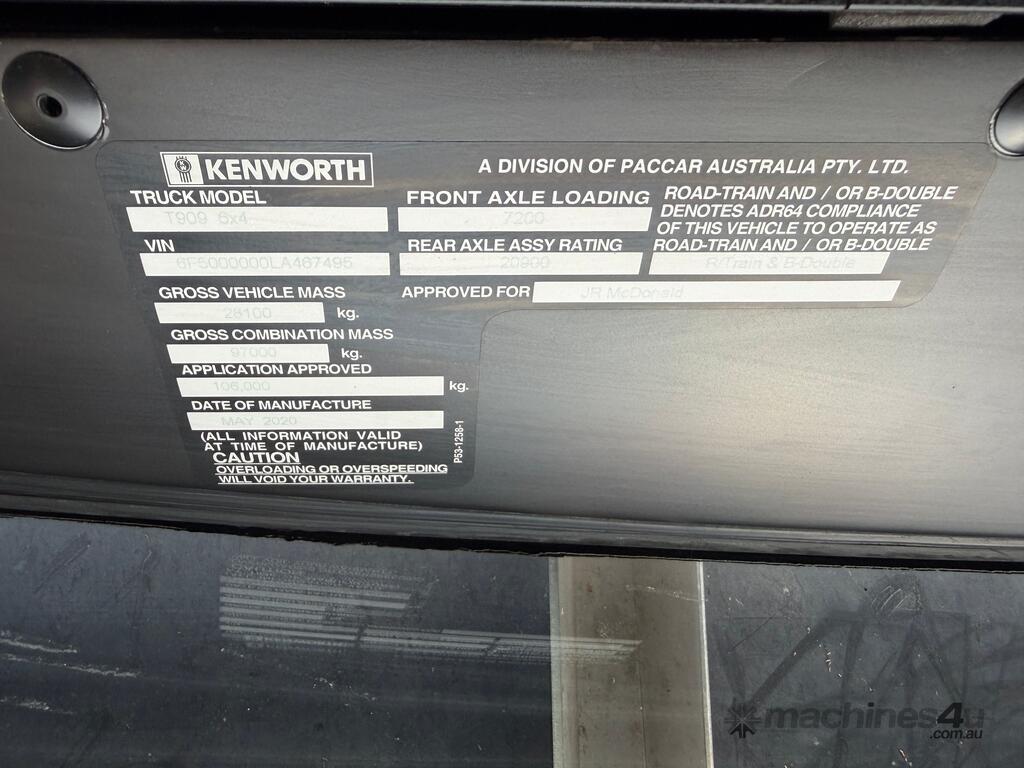 KENWORTH
A DIVISION OF PACCAR AUSTRALIA PTY. LTD.
TRUCK MODEL
T909 6x4
FRONT AXLE LOADING
7200
ROAD-TRAIN AND / OR B-DOUBLE
DENOTES ADR64 COMPLIANCE
OF THIS VEHICLE TO OPERATE AS
ROAD-TRAIN AND / OR B-DOUBLE
R/Train & B-Double
VIN
6F5000000LA467495
REAR AXLE ASSY RATING
20900
GROSS VEHICLE MASS
28100 kg.
APPROVED FOR JR McDonald
GROSS COMBINATION MASS
97000 kg.
APPLICATION APPROVED
106,000 kg.
DATE OF MANUFACTURE
MAY 2020
(ALL INFORMATION VALID
AT TIME OF MANUFACTURE)
CAUTION
OVERLOADING OR OVERSPEEDING
WILL VOID YOUR WARRANTY.
P53-1258-1
machines4u
.com.au